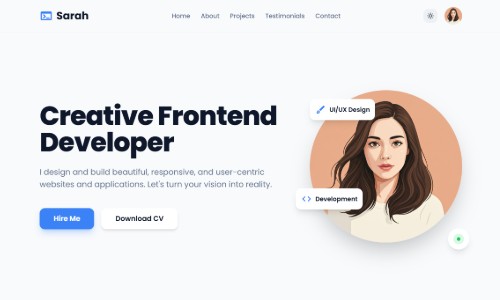 Sarah
Home About Projects Testimonials Contact
UI/UX Design
Creative Frontend
Developer
I design and build beautiful, responsive, and user-centric
websites and applications. Let's turn your vision into reality.
Development
Hire Me Download CV